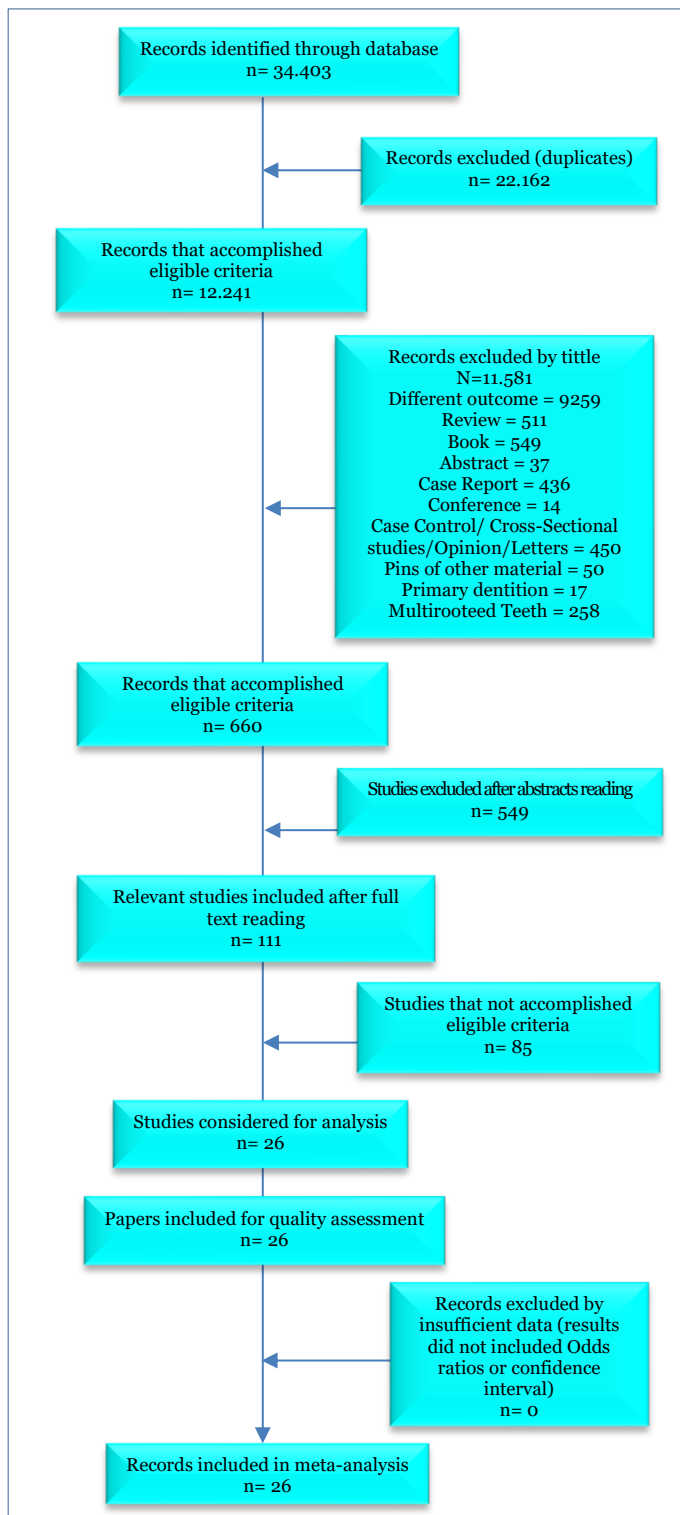 Records identified through database
n= 34.403
Records excluded (duplicates)
n= 22.162
Records that accomplished
eligible criteria
n= 12.241
Records excluded by tittle
N=11.581
Different outcome = 9259
Review = 511
Book = 549
Abstract = 37
Case Report = 436
Conference = 14
Case Control/ Cross-Sectional
studies/Opinion/Letters = 450
Pins of other material = 50
Primary dentition = 17
Multirooteed Teeth = 258
Records that accomplished
eligible criteria
n= 660
Studies excluded after abstracts reading
n= 549
Relevant studies included after full
text reading
n= 111
Studies that not accomplished
eligible criteria
n= 85
Studies considered for analysis
n= 26
Papers included for quality assessment
n= 26
Records excluded by
insufficient data (results
did not included Odds
ratios or confidence
interval)
n= 0
Records included in meta-analysis
n= 26